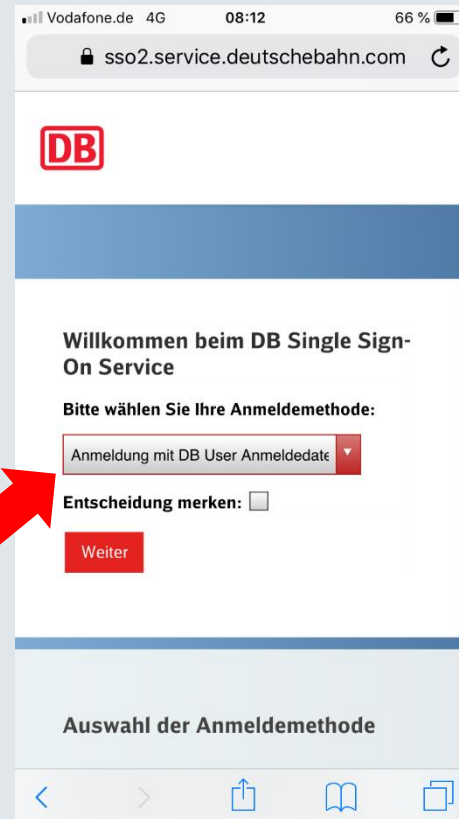 Vodafone.de 4G 08:12 66 %
sso2.service.deutschebahn.com
DB
Willkommen beim DB Single Sign-
On Service
Bitte wählen Sie Ihre Anmeldemethode:
Anmeldung mit DB User Anmeldedate
Entscheidung merken:
Weiter
Auswahl der Anmeldemethode